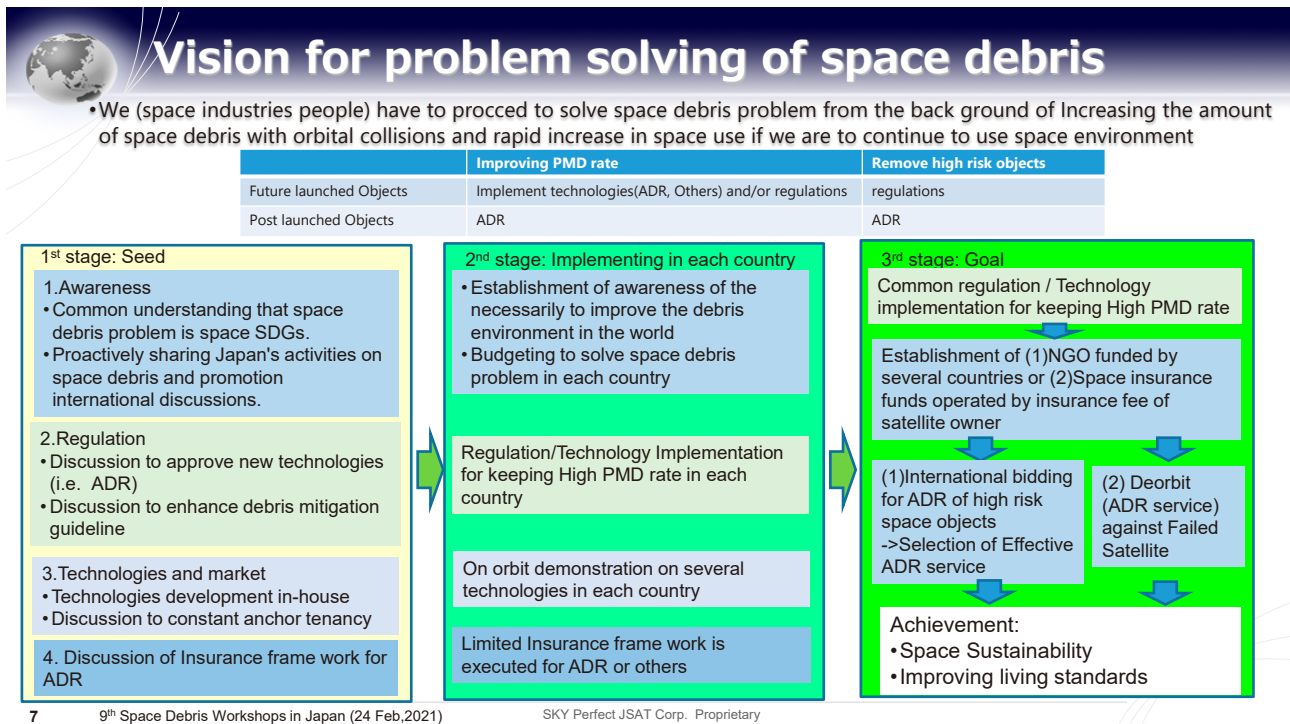 Vision for problem solving of space debris
•We (space industries people) have to procced to solve space debris problem from the back ground of Increasing the amount
of space debris with orbital collisions and rapid increase in space use if we are to continue to use space environment
Improving PMD rate Remove high risk objects
Future launched Objects Implement technologies(ADR, Others) and/or regulations regulations
Post launched Objects ADR ADR
1st stage: Seed
1.Awareness
•Common understanding that space
debris problem is space SDGs.
•Proactively sharing Japan's activities on
space debris and promotion
international discussions.
2.Regulation
•Discussion to approve new technologies
(i.e. ADR)
•Discussion to enhance debris mitigation
guideline
3.Technologies and market
•Technologies development in-house
•Discussion to constant anchor tenancy
4. Discussion of Insurance frame work for
ADR
2nd stage: Implementing in each country
•Establishment of awareness of the
necessarily to improve the debris
environment in the world
•Budgeting to solve space debris
problem in each country
Regulation/Technology Implementation
for keeping High PMD rate in each
country
On orbit demonstration on several
technologies in each country
Limited Insurance frame work is
executed for ADR or others
3rd stage: Goal
Common regulation / Technology
implementation for keeping High PMD rate
Establishment of (1)NGO funded by
several countries or (2)Space insurance
funds operated by insurance fee of
satellite owner
(1)International bidding
for ADR of high risk
space objects
->Selection of Effective
ADR service
(2) Deorbit
(ADR service)
against Failed
Satellite
Achievement:
•Space Sustainability
•Improving living standards
7 9th Space Debris Workshops in Japan (24 Feb,2021) SKY Perfect JSAT Corp. Proprietary